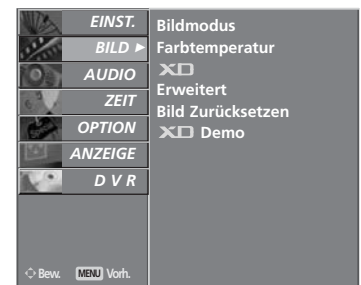 EINST.
BILD ▶
AUDIO
ZEIT
OPTION
ANZEIGE
D V R
Bildmodus
Farbtemperatur
XD
Erweitert
Bild Zurücksetzen
XD Demo
Bew. MENU Vorh.